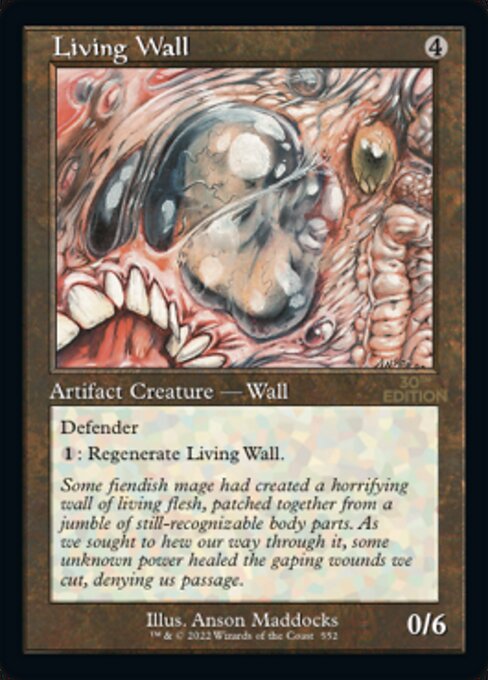 Living Wall 4
30
EDITION
Artifact Creature — Wall
Defender
1: Regenerate Living Wall.
Some fiendish mage had created a horrifying
wall of living flesh, patched together from a
jumble of still-recognizable body parts. As
we sought to hew our way through it, some
unknown power healed the gaping wounds we
cut, denying us passage.
Illus. Anson Maddocks
™ & © 2022 Wizards of the Coast 552
0/6